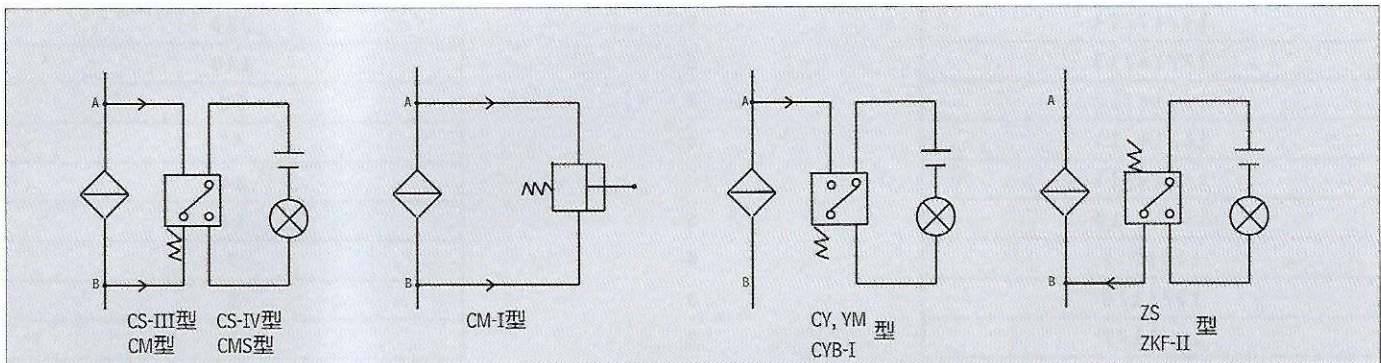 A
B
CS-III型 CS-IV型
CM型 CMS型
A
B
CM-I型
A
B
CY, YM 型
CYB-I
A
B
ZS 型
ZKF-II